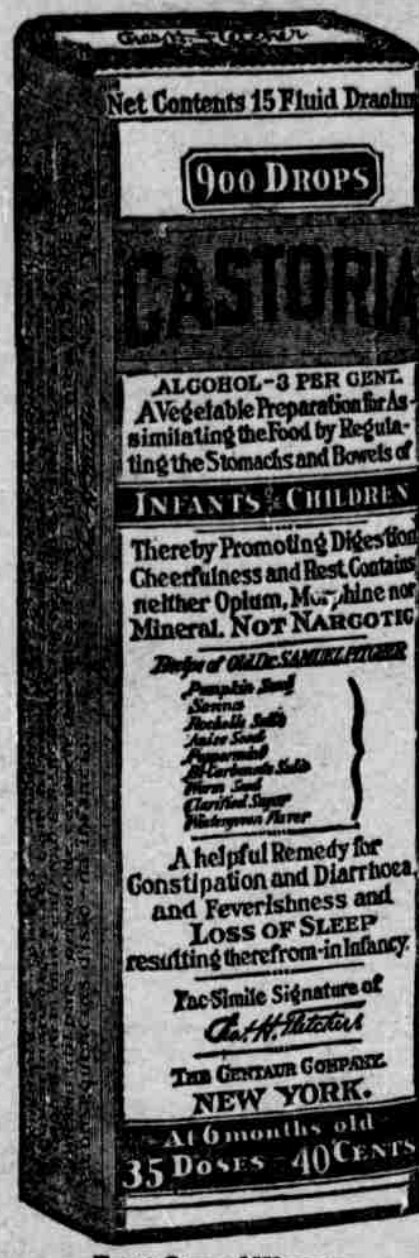 Chas. H. Fletcher
Net Contents 15 Fluid Drachm
900 DROPS
CASTORIA
ALCOHOL-3 PER CENT.
A Vegetable Preparation for As-
similating the Food by Regula-
ting the Stomachs and Bowels of
INFANTS & CHILDREN
Thereby Promoting Digestion
Cheerfulness and Rest. Contains
neither Opium, Morphine nor
Mineral. NOT NARCOTIC
Recipe of Old Dr. SAMUEL PITCHER
Pumpkin Seed
Senna
Rochelle Salts
Anise Seed
Peppermint
Bi-Carbonate Soda
Worm Seed
Clarified Sugar
Wintergreen Flavor
A helpful Remedy for
Constipation and Diarrhoea,
and Feverishness and
LOSS OF SLEEP
resulting therefrom-in Infancy.
Fac-Simile Signature of
Chas. H. Fletcher.
THE CENTAUR COMPANY.
NEW YORK.
At 6 months old
35 DOSES - 40 CENTS